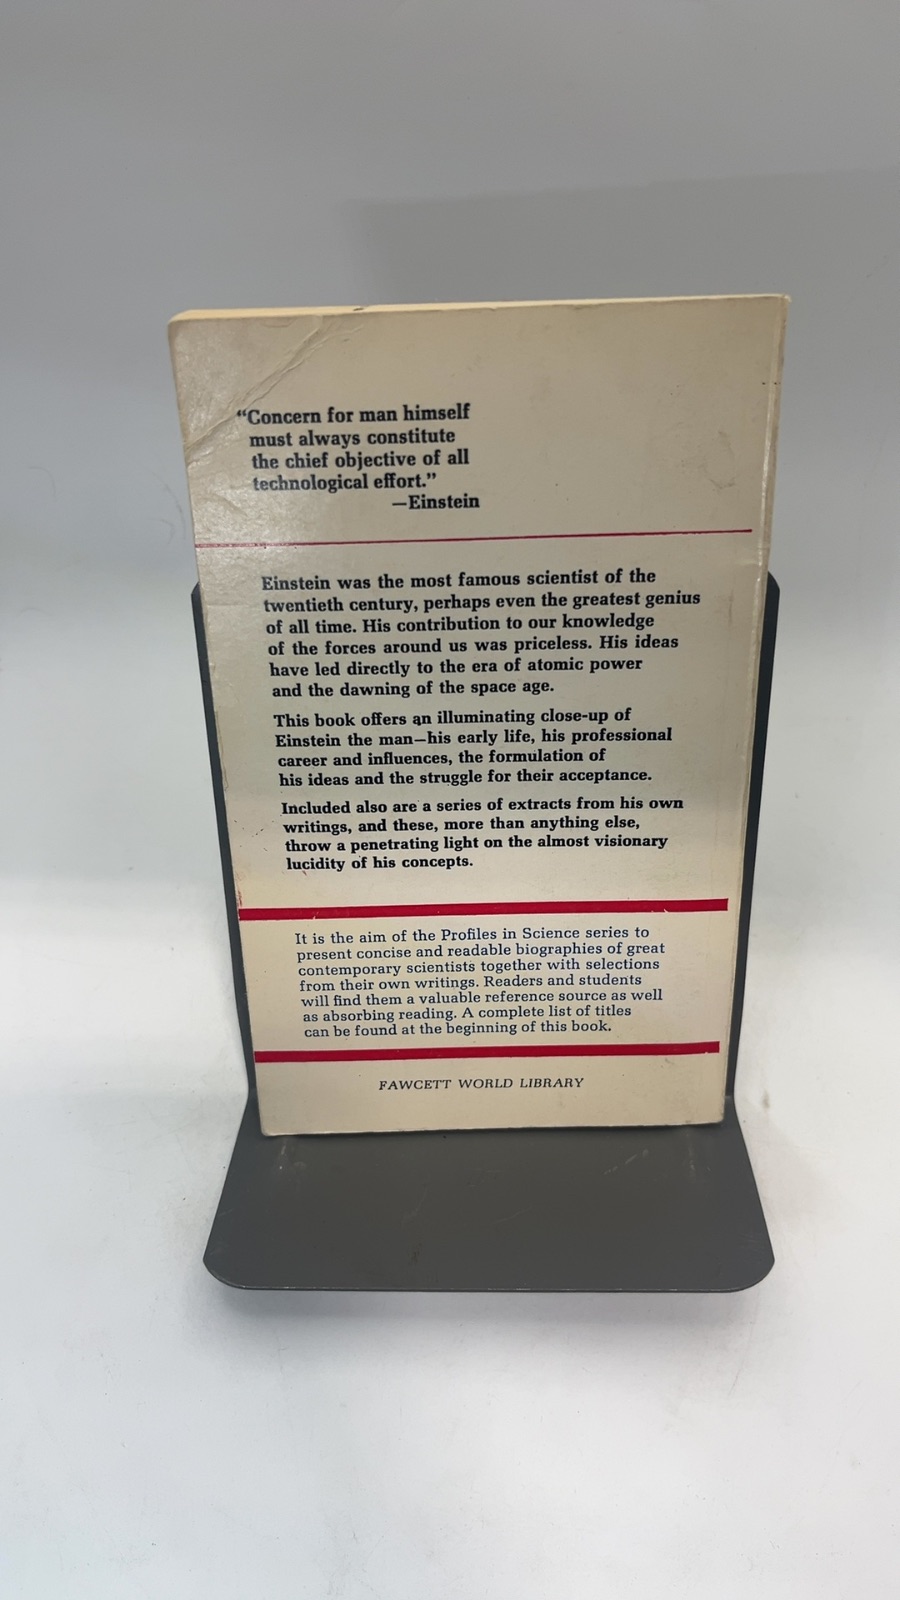 “Concern for man himself
must always constitute
the chief objective of all
technological effort.”
—Einstein
Einstein was the most famous scientist of the
twentieth century, perhaps even the greatest genius
of all time. His contribution to our knowledge
of the forces around us was priceless. His ideas
have led directly to the era of atomic power
and the dawning of the space age.
This book offers an illuminating close-up of
Einstein the man—his early life, his professional
career and influences, the formulation of
his ideas and the struggle for their acceptance.
Included also are a series of extracts from his own
writings, and these, more than anything else,
throw a penetrating light on the almost visionary
lucidity of his concepts.
It is the aim of the Profiles in Science series to
present concise and readable biographies of great
contemporary scientists together with selections
from their own writings. Readers and students
will find them a valuable reference source as well
as absorbing reading. A complete list of titles
can be found at the beginning of this book.
FAWCETT WORLD LIBRARY